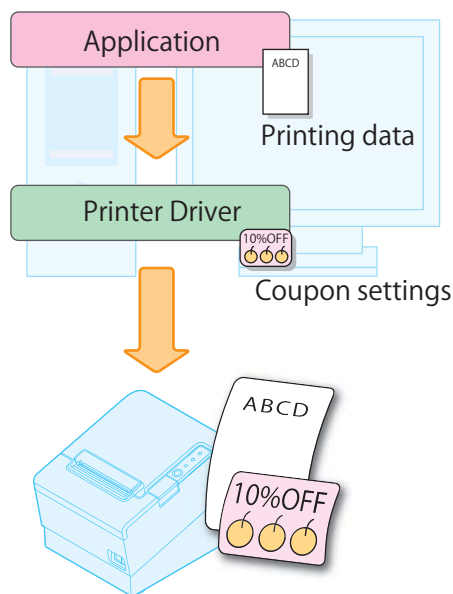 Application
ABCD
Printing data
Printer Driver
10%OFF
Coupon settings
ABCD
10%OFF